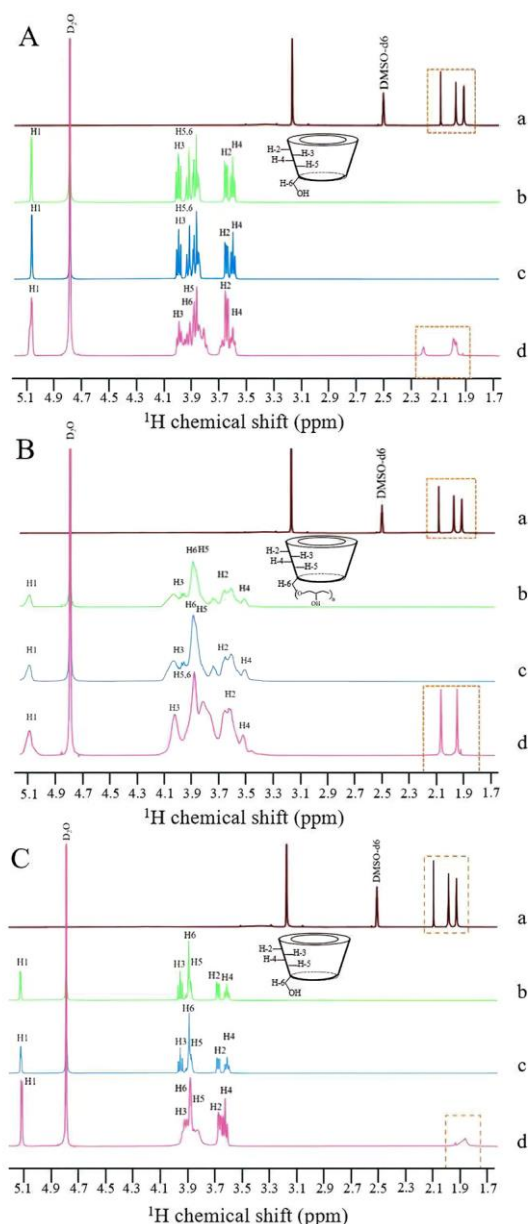 A
D₂O
DMSO-d6
a
H1
H3
H5,6
H2
H4
H-2
H-3
H-4
H-5
H-6
OH
b
H1
H3
H5,6
H2
H4
c
H1
H3
H6
H5
H2
H4
d
5.1 4.9 4.7 4.5 4.3 4.1 3.9 3.7 3.5 3.3 3.1 2.9 2.7 2.5 2.3 2.1 1.9 1.7
¹H chemical shift (ppm)
B
D₂O
DMSO-d6
a
H1
H3
H6
H5
H2
H4
H-2
H-3
H-4
H-5
H-6
OH
b
H1
H3
H6
H5
H2
H4
c
H1
H3
H5,6
H2
H4
d
5.1 4.9 4.7 4.5 4.3 4.1 3.9 3.7 3.5 3.3 3.1 2.9 2.7 2.5 2.3 2.1 1.9 1.7
¹H chemical shift (ppm)
C
D₂O
DMSO-d6
a
H1
H3
H6
H5
H2
H4
H-2
H-3
H-4
H-5
H-6
OH
b
H1
H3
H6
H5
H2
H4
c
H1
H3
H6
H5
H2
H4
d
5.1 4.9 4.7 4.5 4.3 4.1 3.9 3.7 3.5 3.3 3.1 2.9 2.7 2.5 2.3 2.1 1.9 1.7
¹H chemical shift (ppm)